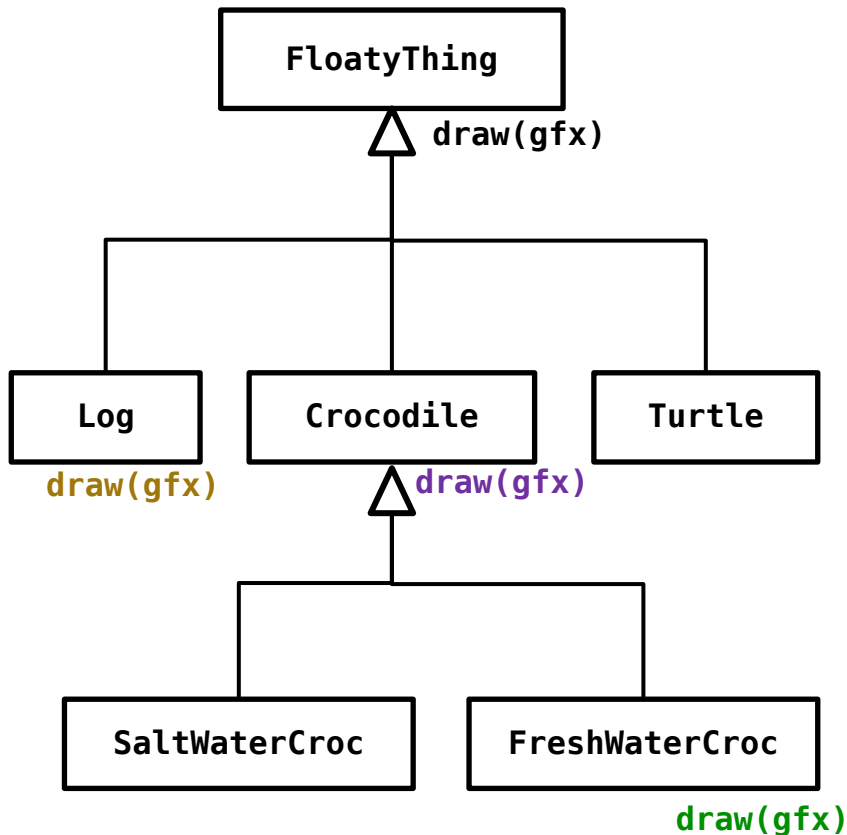 FloatyThing
draw(gfx)
Log
Crocodile
Turtle
draw(gfx)
draw(gfx)
SaltWaterCroc
FreshWaterCroc
draw(gfx)